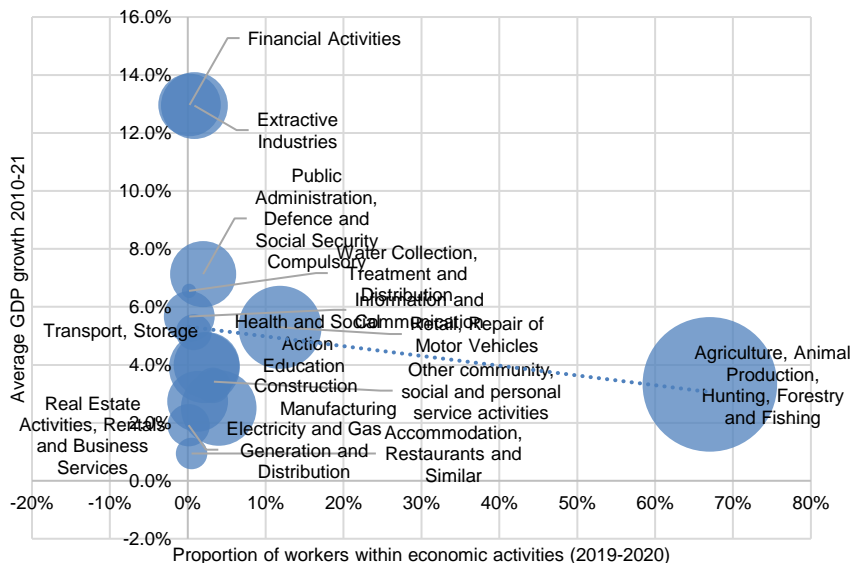 16.0%
Financial Activities
14.0%
12.0%
Extractive
Industries
10.0%
Public
Administration,
Defence and
Social Security
Compulsory
8.0%
Water Collection,
Treatment and
Distribution
6.0%
Information and
Communication
Transport, Storage
Health and Social
Action
Retail, Repair of
Motor Vehicles
4.0%
Education
Construction
Manufacturing
Other community,
social and personal
service activities
Agriculture, Animal
Production,
Hunting, Forestry
and Fishing
Real Estate
Activities, Rentals
and Business
Services
2.0%
Electricity and Gas
Generation and
Distribution
Accommodation,
Restaurants and
Similar
0.0%
-20%
-10%
0%
10%
20%
30%
40%
50%
60%
70%
80%
-2.0%
Average GDP growth 2010-21
Proportion of workers within economic activities (2019-2020)